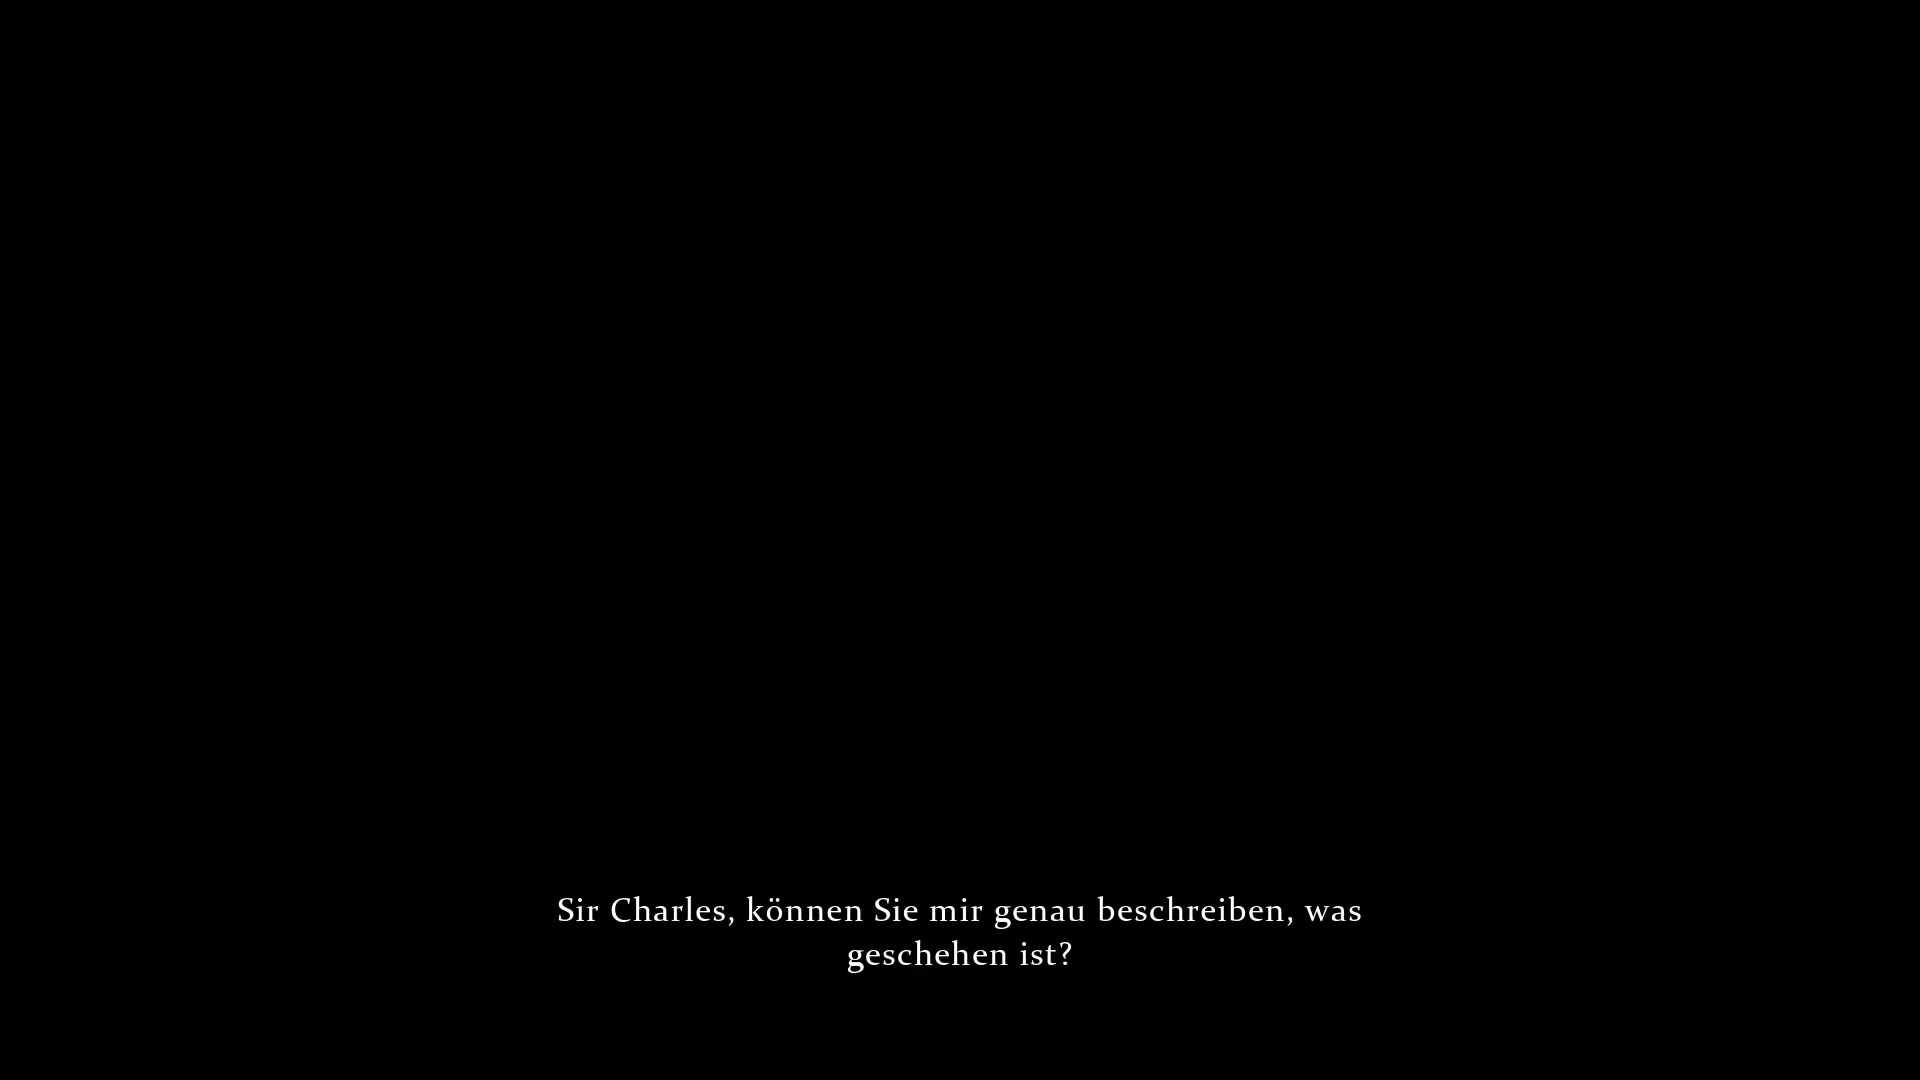 Sir Charles, können Sie mir genau beschreiben, was
geschehen ist?